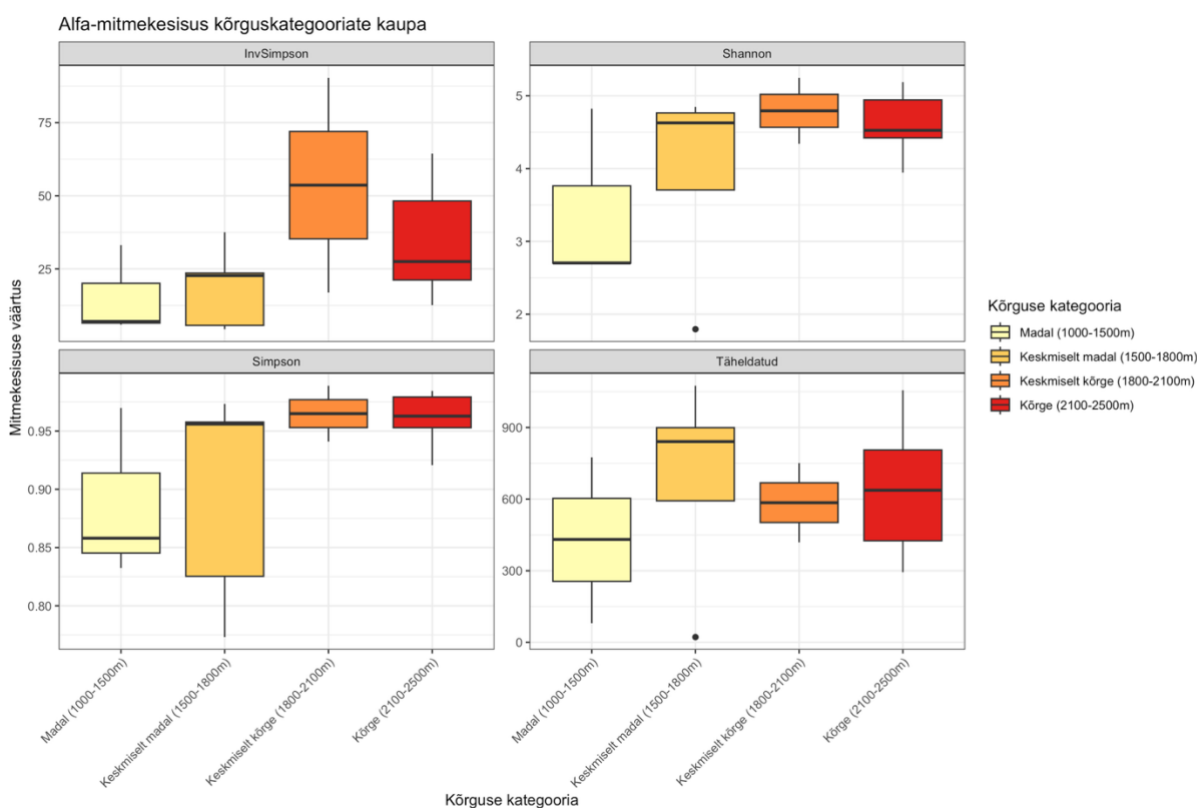 Alfa-mitmekesisus kõrguskategooriate kaupa
InvSimpson
Shannon
75
50
25
5
4
3
2
Simpson
Täheldatud
0.95
0.90
0.85
0.80
900
600
300
0
Mitmekesisuse väärtus
Madal (1000-1500m)
Keskmiselt madal (1500-1800m)
Keskmiselt kõrge (1800-2100m)
Kõrge (2100-2500m)
Madal (1000-1500m)
Keskmiselt madal (1500-1800m)
Keskmiselt kõrge (1800-2100m)
Kõrge (2100-2500m)
Kõrguse kategooria
Kõrguse kategooria
Madal (1000-1500m)
Keskmiselt madal (1500-1800m)
Keskmiselt kõrge (1800-2100m)
Kõrge (2100-2500m)